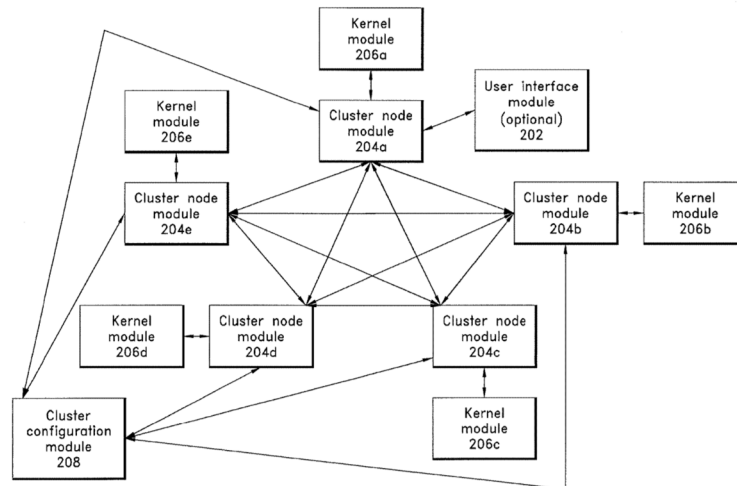 Kernel
module
206a
User interface
module
(optional)
202
Cluster node
module
204a
Kernel
module
206e
Cluster node
module
204e
Cluster node
module
204b
Kernel
module
206b
Kernel
module
206d
Cluster node
module
204d
Cluster node
module
204c
Cluster
configuration
module
208
Kernel
module
206c